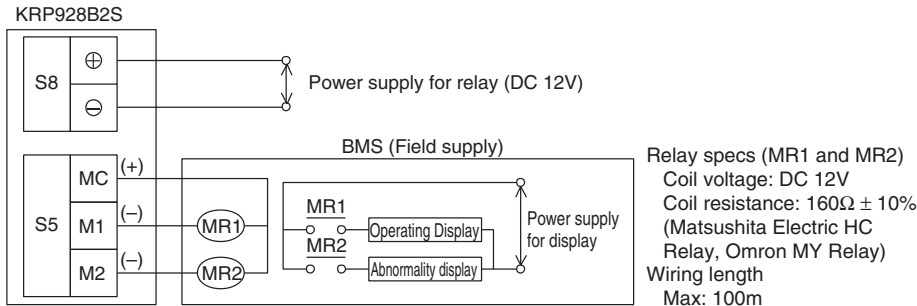 KRP928B2S
S8
⊕
⊖
Power supply for relay (DC 12V)
BMS (Field supply)
S5
MC
(+)
M1
(–)
M2
(–)
MR1
MR2
MR1
MR2
Operating Display
Abnormality display
Power supply
for display
Relay specs (MR1 and MR2)
Coil voltage: DC 12V
Coil resistance: 160Ω ± 10%
(Matsushita Electric HC
Relay, Omron MY Relay)
Wiring length
Max: 100m